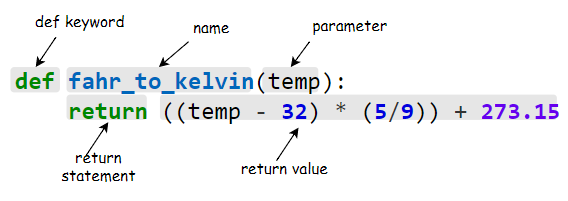 def keyword
name
parameter
def fahr_to_kelvin(temp):
return ((temp - 32) * (5/9)) + 273.15
return
statement
return value